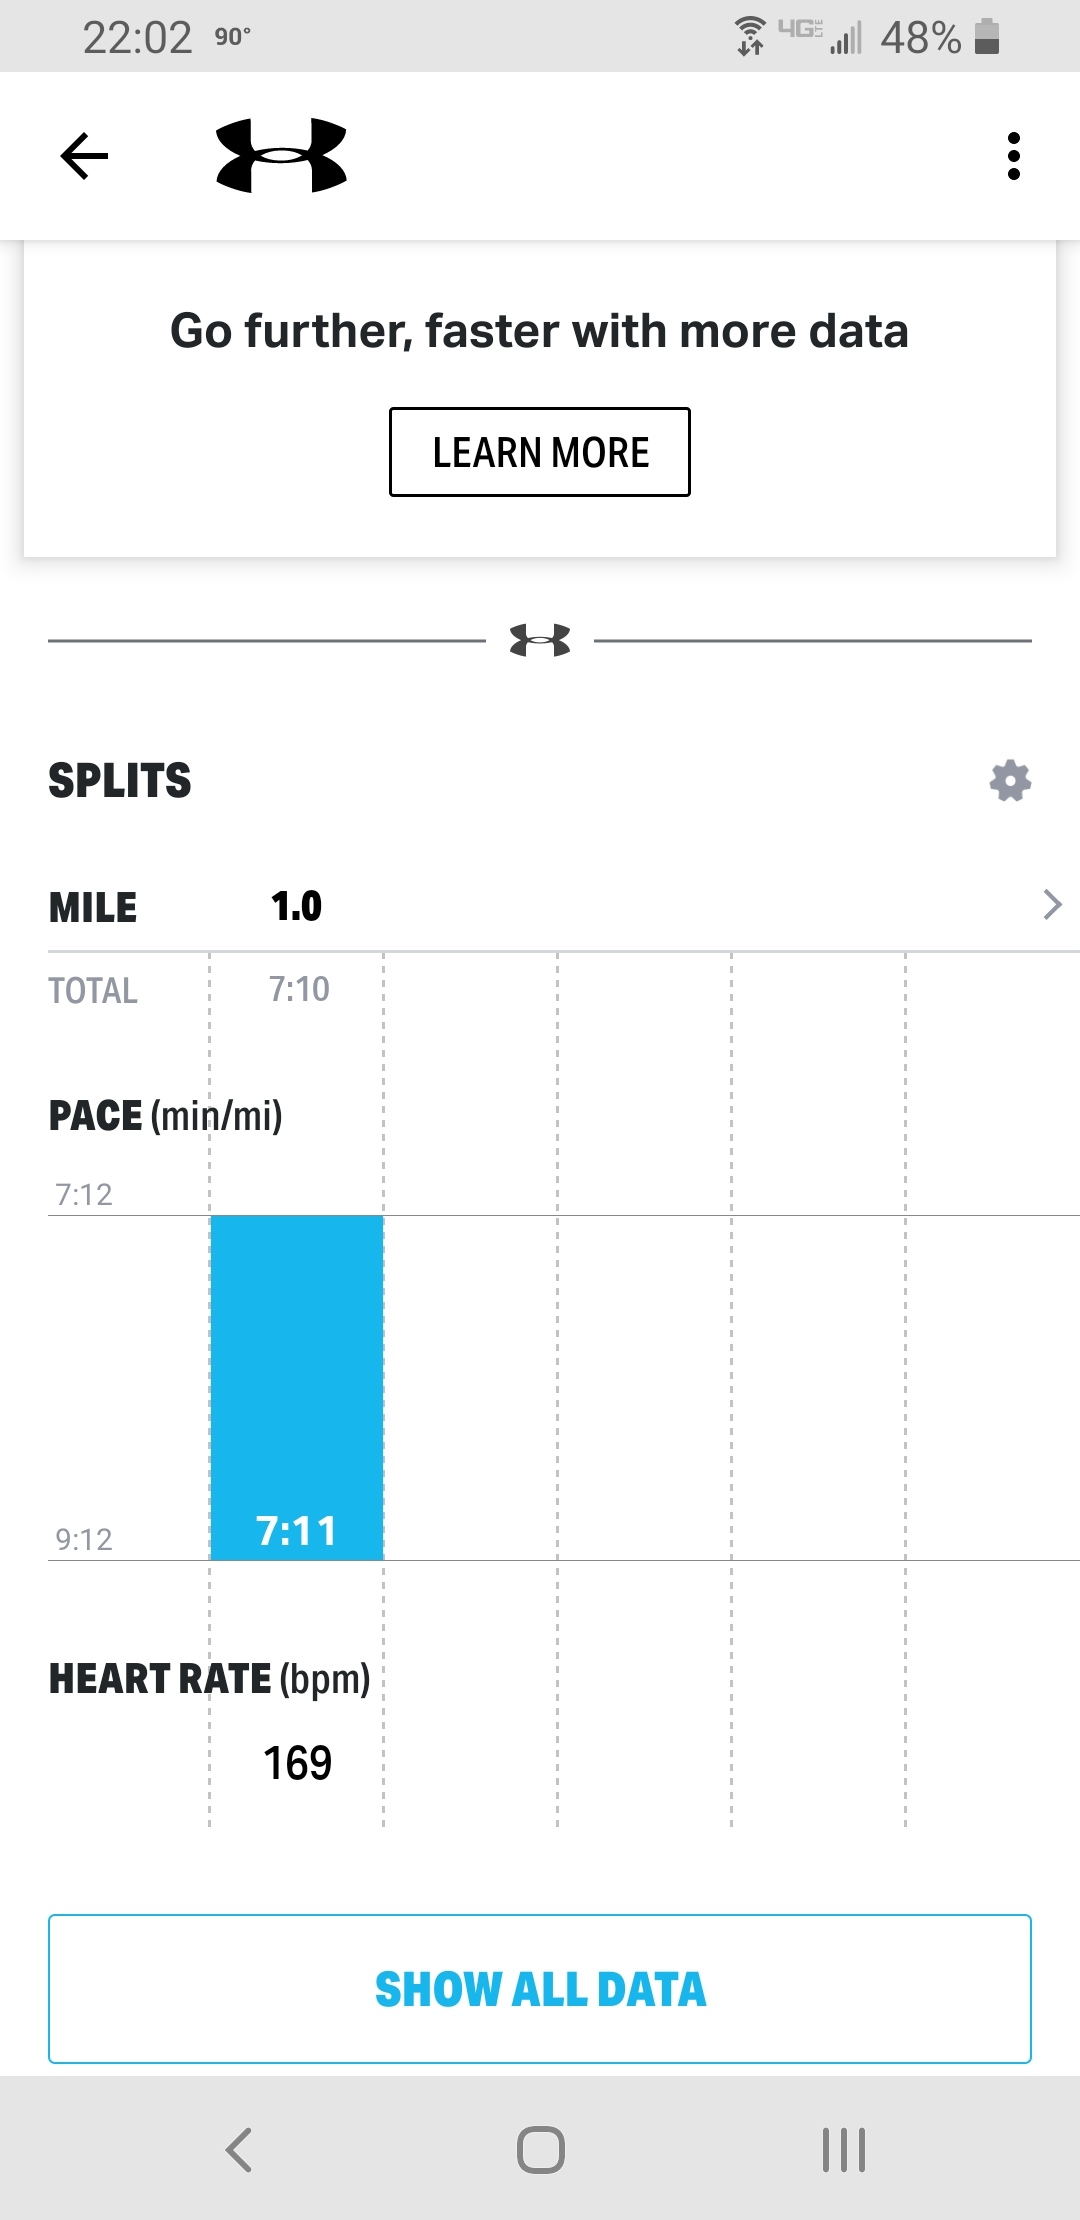 22:02 90° 4G LTE 48%
Go further, faster with more data
LEARN MORE
SPLITS
MILE 1.0
TOTAL 7:10
PACE (min/mi)
7:12
9:12 7:11
HEART RATE (bpm)
169
SHOW ALL DATA